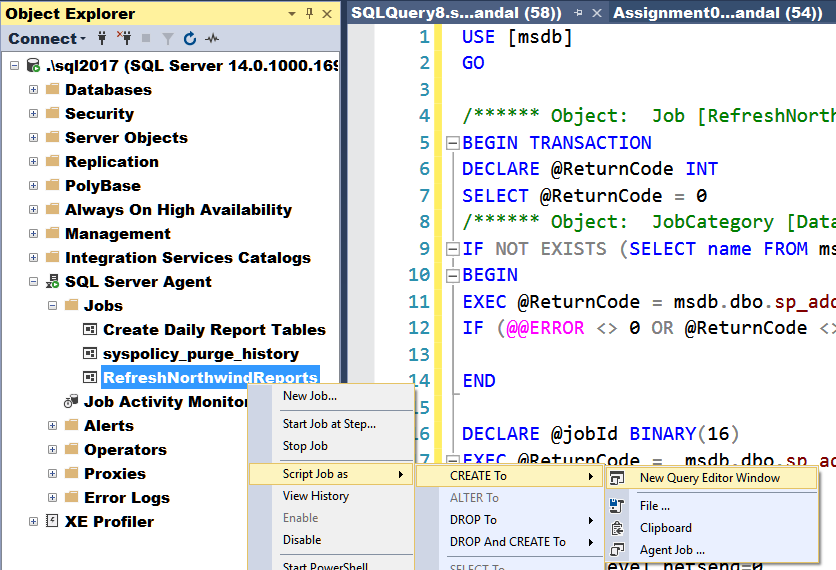 Object Explorer
Connect
.\sql2017 (SQL Server 14.0.1000.169
Databases
Security
Server Objects
Replication
PolyBase
Always On High Availability
Management
Integration Services Catalogs
SQL Server Agent
Jobs
Create Daily Report Tables
syspolicy_purge_history
RefreshNorthwindReports
Job Activity Monitor
Alerts
Operators
Proxies
Error Logs
XE Profiler
SQLQuery8.s...andal (58)) Assignment0...andal (54))
1 USE [msdb]
2 GO
3
4 /****** Object:  Job [RefreshNorth
5 BEGIN TRANSACTION
6 DECLARE @ReturnCode INT
7 SELECT @ReturnCode = 0
8 /****** Object:  JobCategory [Data
9 IF NOT EXISTS (SELECT name FROM ms
10 BEGIN
11 EXEC @ReturnCode = msdb.dbo.sp_add
12 IF (@@ERROR <> 0 OR @ReturnCode <>
13
14 END
15
16 DECLARE @jobId BINARY(16)
17 EXEC @ReturnCode =  msdb.dbo.sp_ad
New Job...
Start Job at Step...
Stop Job
Script Job as
View History
Enable
Disable
Start PowerShell
CREATE To
ALTER To
DROP To
DROP And CREATE To
SELECT To
New Query Editor Window
File ...
Clipboard
Agent Job ...
level_netsend=0